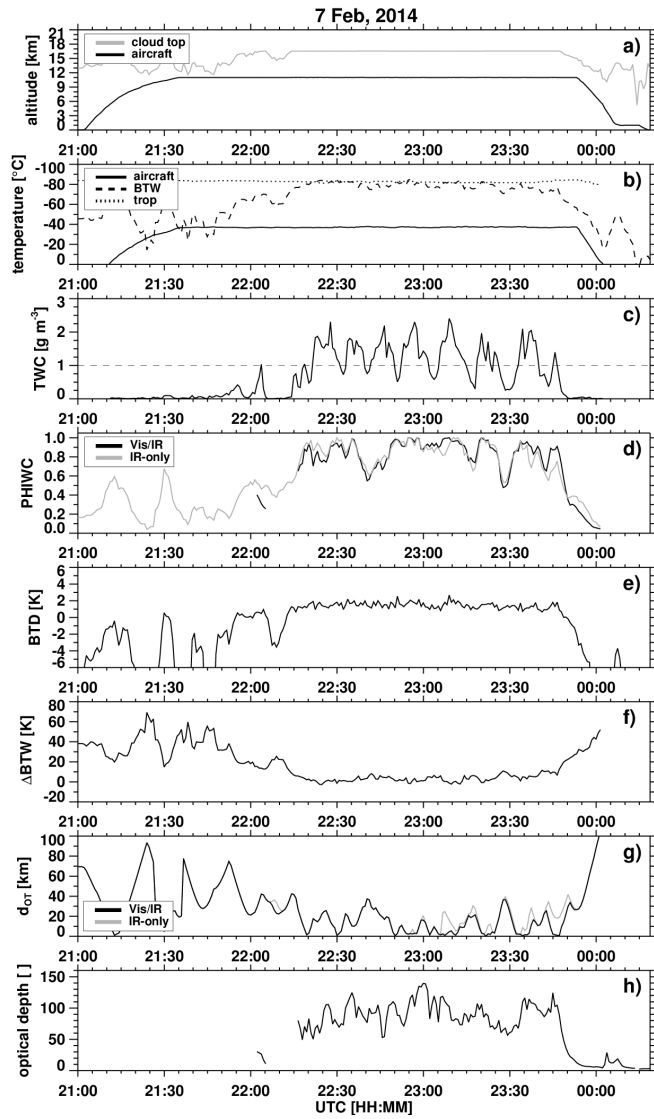 7 Feb, 2014
altitude [km]
21
18
15
12
9
6
3
0
cloud top
aircraft
a)
21:00 21:30 22:00 22:30 23:00 23:30 00:00
temperature [°C]
-100
-80
-60
-40
-20
0
aircraft
BTW
trop
b)
21:00 21:30 22:00 22:30 23:00 23:30 00:00
TWC [g m-3]
3
2
1
0
c)
21:00 21:30 22:00 22:30 23:00 23:30 00:00
PHIWC
1.0
0.8
0.6
0.4
0.2
0.0
Vis/IR
IR-only
d)
21:00 21:30 22:00 22:30 23:00 23:30 00:00
BTD [K]
6
4
2
0
-2
-4
-6
e)
21:00 21:30 22:00 22:30 23:00 23:30 00:00
ΔBTW [K]
80
60
40
20
0
-20
f)
21:00 21:30 22:00 22:30 23:00 23:30 00:00
dOT [km]
100
80
60
40
20
0
Vis/IR
IR-only
g)
21:00 21:30 22:00 22:30 23:00 23:30 00:00
optical depth [ ]
150
100
50
0
h)
21:00 21:30 22:00 22:30 23:00 23:30 00:00
UTC [HH:MM]